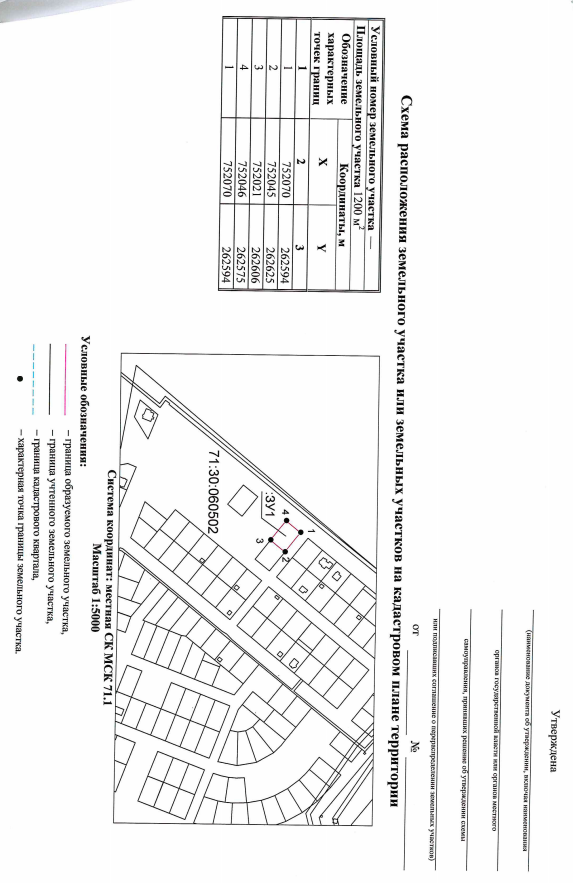 Утверждена
(наименование документа об утверждении, включая наименования
органов государственной власти или органов местного
самоуправления, принявших решение об утверждении схемы
или подписавших соглашение о перераспределении земельных участков)
от № 
Схема расположения земельного участка или земельных участков на кадастровом плане территории
Условный номер земельного участка —
Площадь земельного участка 1200 м²
Обозначение характерных точек границ Координаты, м
X Y
1 2 3
1 752070 262594
2 752045 262625
3 752021 262606
4 752046 262575
1 752070 262594
1
2
3
4
:ЗУ1
71:30:060502
Система координат: местная СК МСК 71.1
Масштаб 1:5000
Условные обозначения:
– граница образуемого земельного участка,
– граница учтенного земельного участка,
– граница кадастрового квартала,
– характерная точка границы земельного участка.